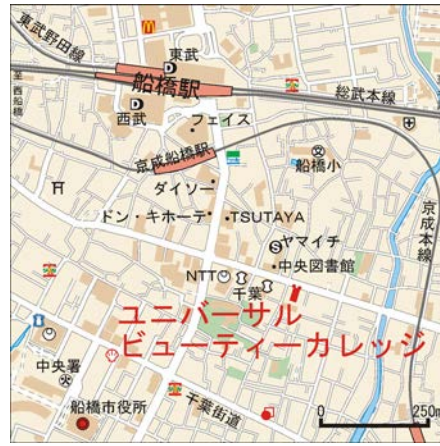 東武野田線
東武
船橋駅
至西船橋
西武
フェイス
総武本線
京成船橋駅
船橋小
ダイソー
京成本線
ドン・キホーテ
TSUTAYA
ヤマイチ
中央図書館
NTT
千葉
ユニバーサル
ビューティーカレッジ
中央署
船橋市役所
千葉街道
0 250m